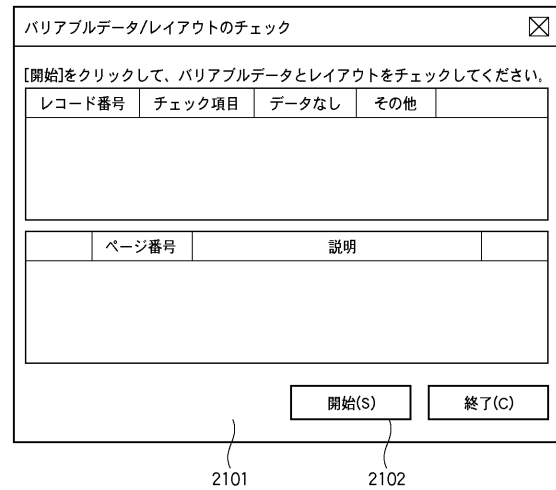 バリアブルデータ/レイアウトのチェック
[開始]をクリックして、バリアブルデータとレイアウトをチェックしてください。
レコード番号 チェック項目 データなし その他
ページ番号 説明
開始(S) 終了(C)
2101 2102